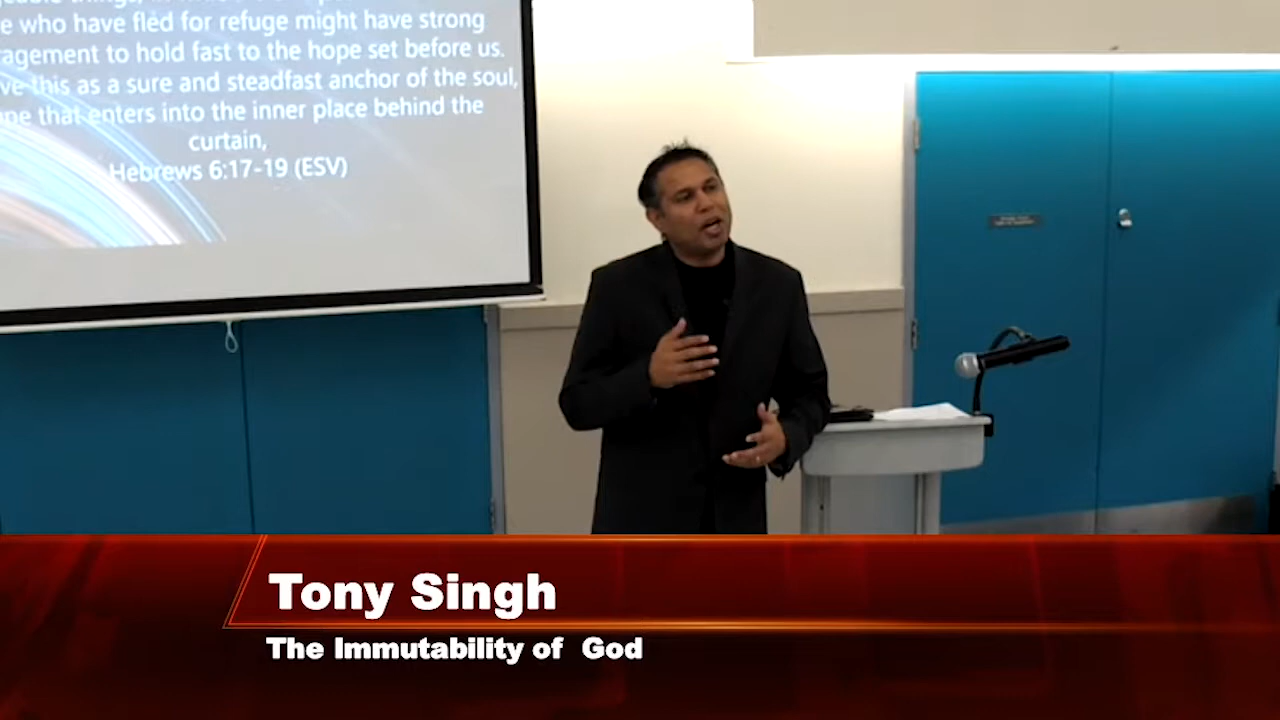 e who have fled for refuge might have strong
agement to hold fast to the hope set before us.
ve this as a sure and steadfast anchor of the soul,
pe that enters into the inner place behind the
curtain,
Hebrews 6:17-19 (ESV)
Tony Singh
The Immutability of God